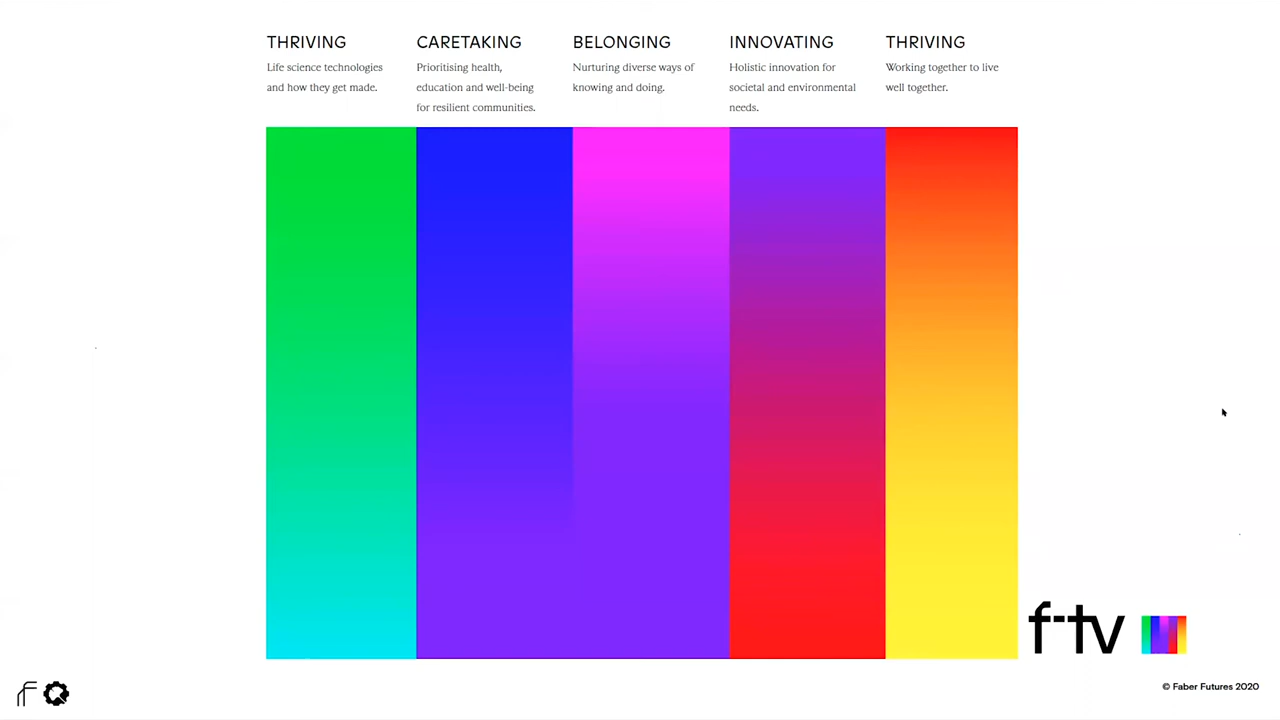 THRIVING
Life science technologies
and how they get made.
CARETAKING
Prioritising health,
education and well-being
for resilient communities.
BELONGING
Nurturing diverse ways of
knowing and doing.
INNOVATING
Holistic innovation for
societal and environmental
needs.
THRIVING
Working together to live
well together.
f-tv
© Faber Futures 2020